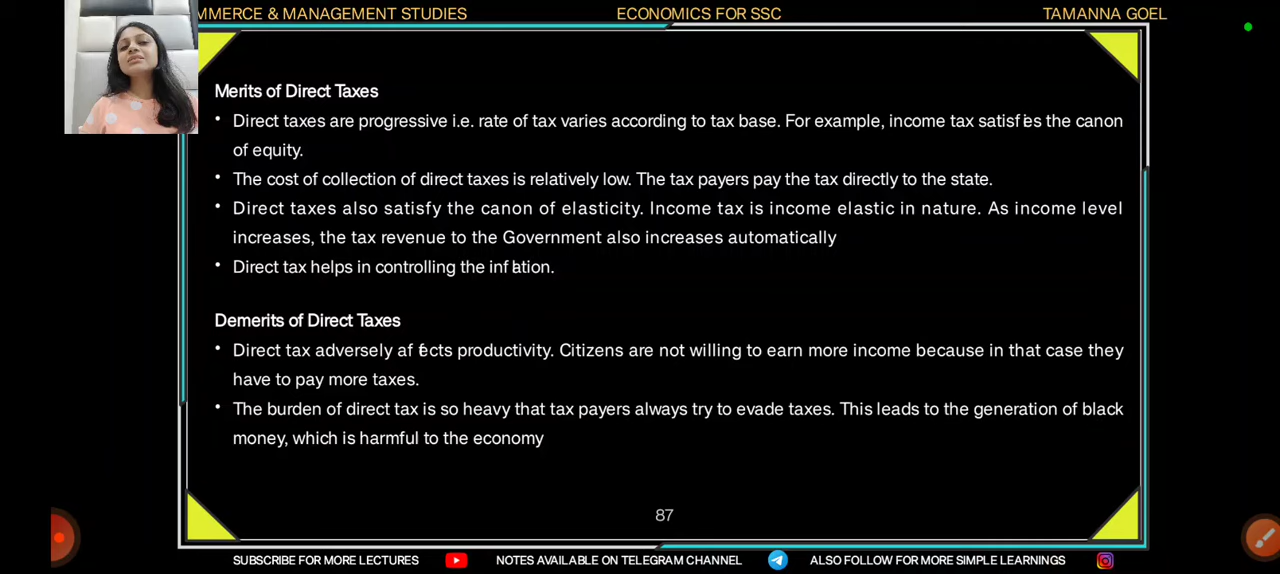 MMERCE & MANAGEMENT STUDIES ECONOMICS FOR SSC TAMANNA GOEL
Merits of Direct Taxes
• Direct taxes are progressive i.e. rate of tax varies according to tax base. For example, income tax satisfies the canon
of equity.
• The cost of collection of direct taxes is relatively low. The tax payers pay the tax directly to the state.
• Direct taxes also satisfy the canon of elasticity. Income tax is income elastic in nature. As income level
increases, the tax revenue to the Government also increases automatically
• Direct tax helps in controlling the inflation.
Demerits of Direct Taxes
• Direct tax adversely affects productivity. Citizens are not willing to earn more income because in that case they
have to pay more taxes.
• The burden of direct tax is so heavy that tax payers always try to evade taxes. This leads to the generation of black
money, which is harmful to the economy
87
SUBSCRIBE FOR MORE LECTURES NOTES AVAILABLE ON TELEGRAM CHANNEL ALSO FOLLOW FOR MORE SIMPLE LEARNINGS